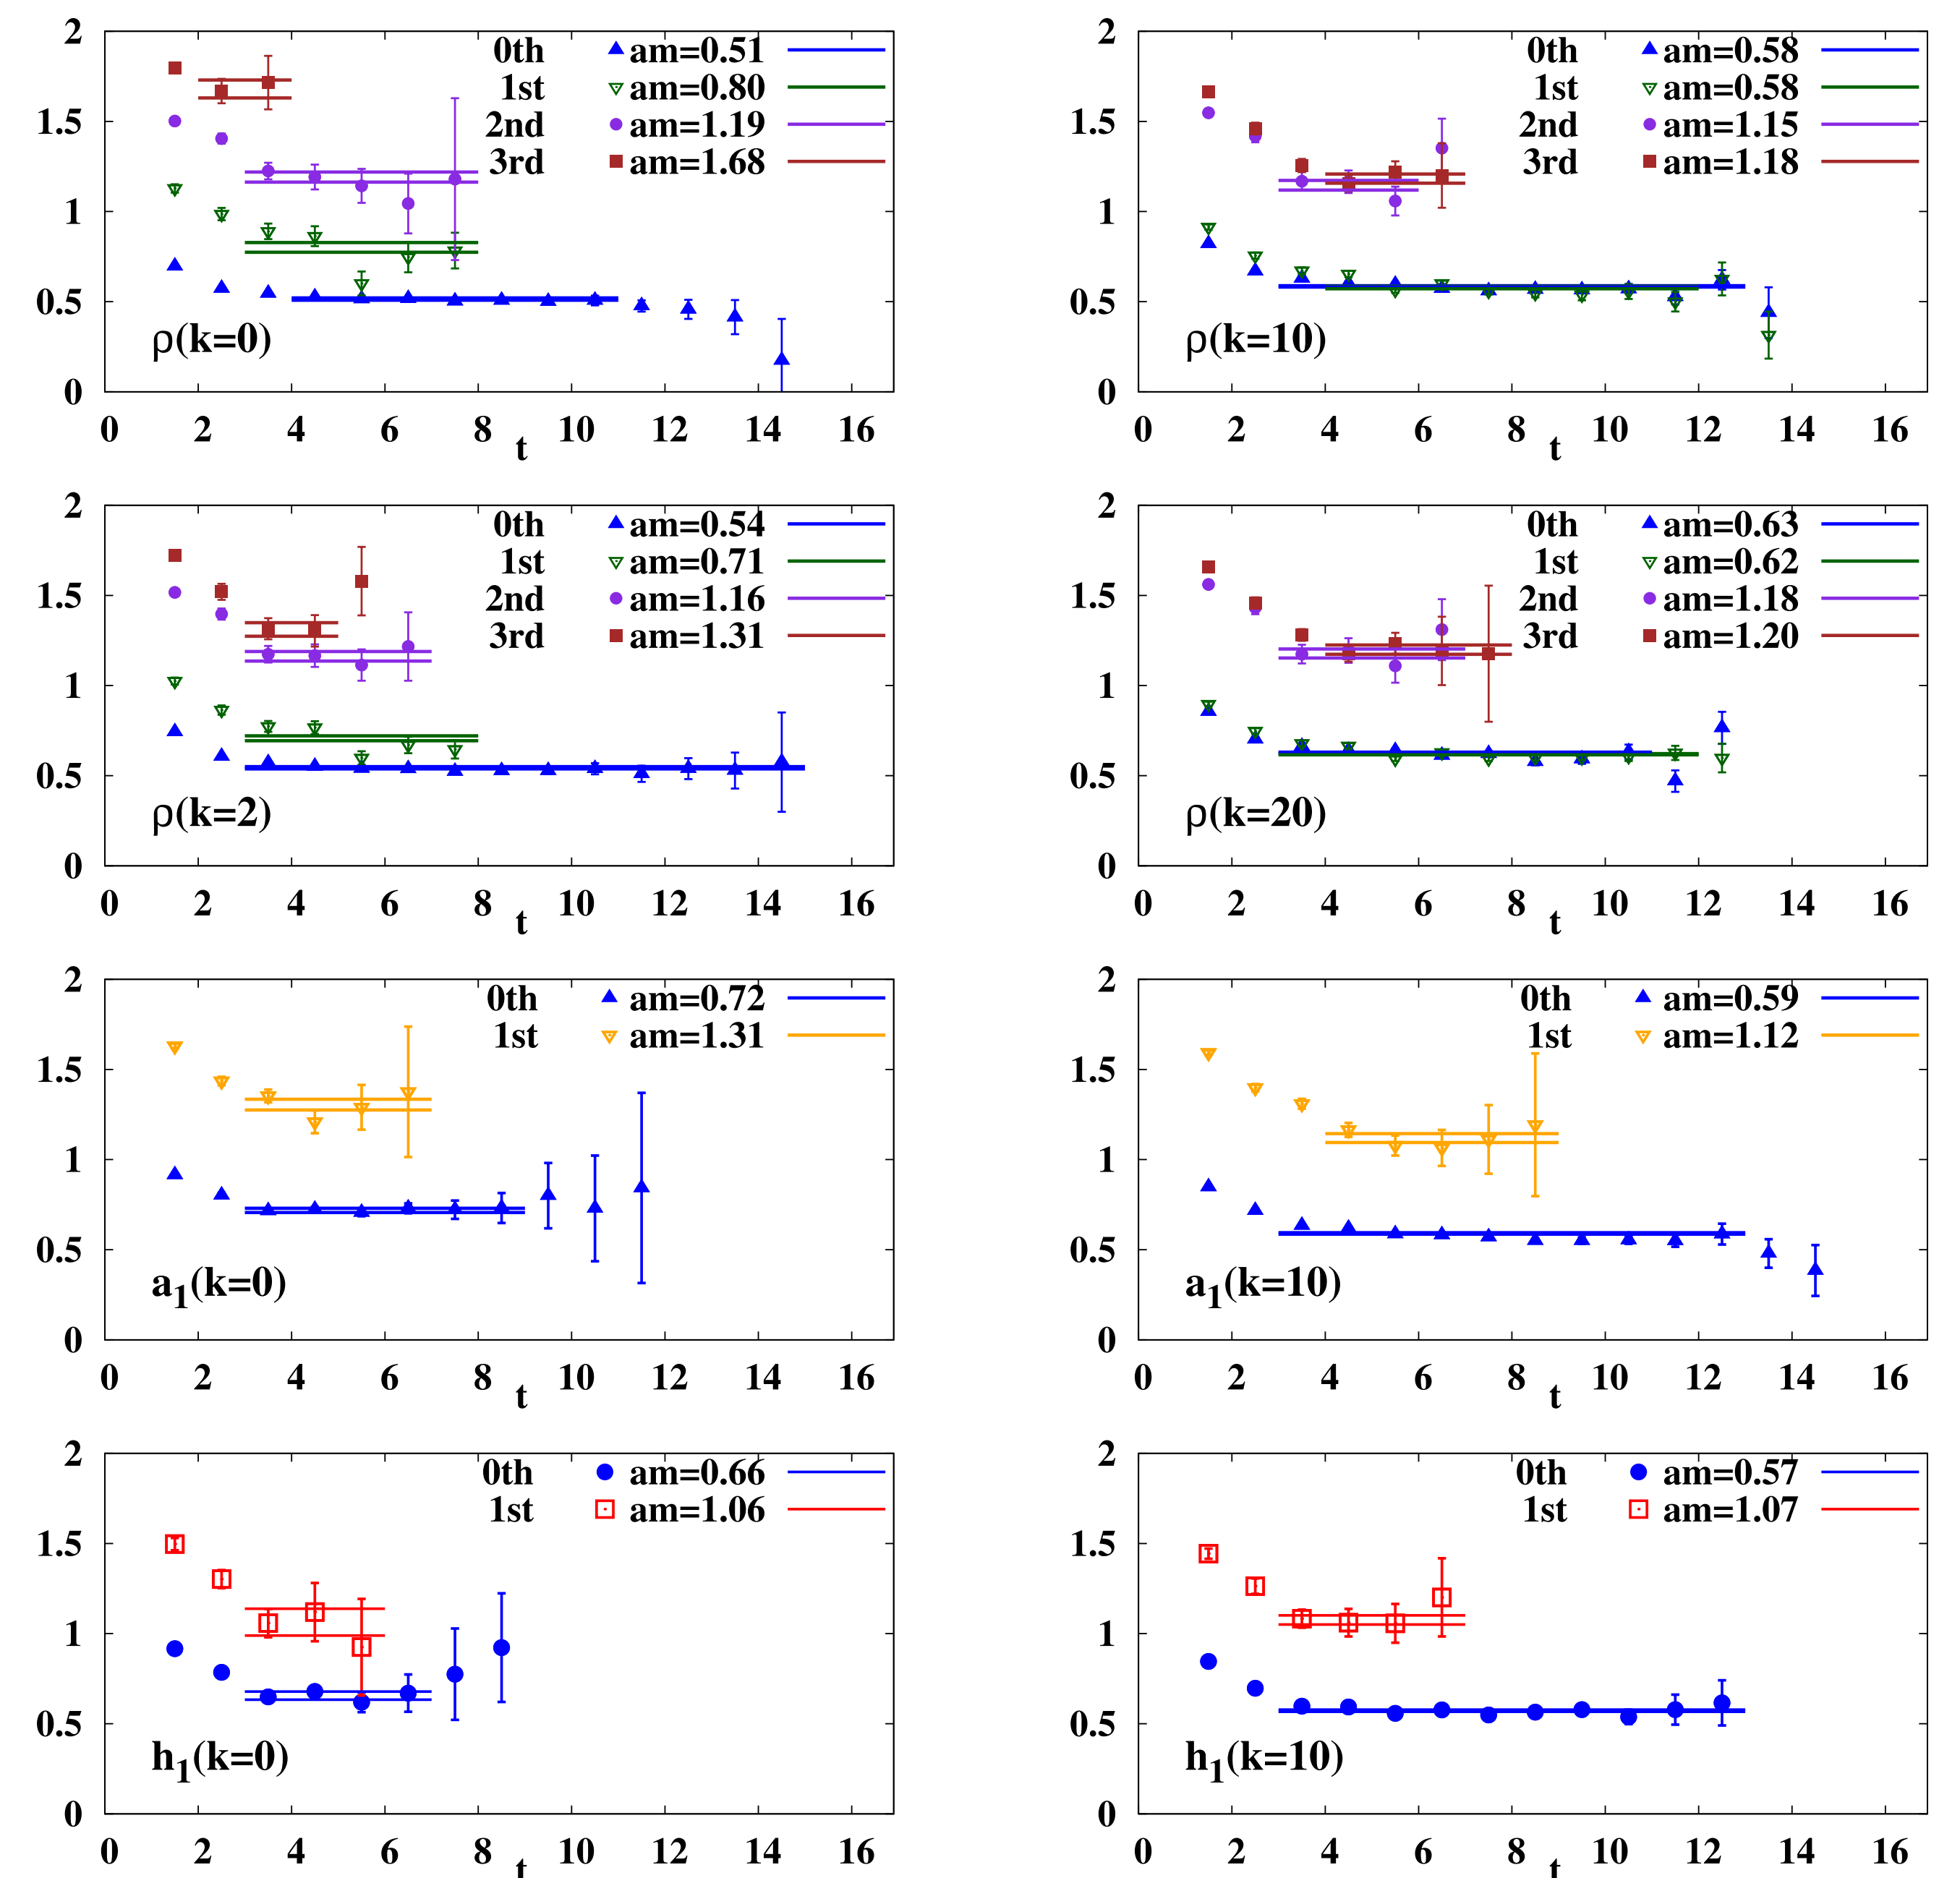 2
1.5
1
0.5
0
0th am=0.51
1st am=0.80
2nd am=1.19
3rd am=1.68
ρ(k=0)
0 2 4 6 8 10 12 14 16
t
2
1.5
1
0.5
0
0th am=0.58
1st am=0.58
2nd am=1.15
3rd am=1.18
ρ(k=10)
0 2 4 6 8 10 12 14 16
t
2
1.5
1
0.5
0
0th am=0.54
1st am=0.71
2nd am=1.16
3rd am=1.31
ρ(k=2)
0 2 4 6 8 10 12 14 16
t
2
1.5
1
0.5
0
0th am=0.63
1st am=0.62
2nd am=1.18
3rd am=1.20
ρ(k=20)
0 2 4 6 8 10 12 14 16
t
2
1.5
1
0.5
0
0th am=0.72
1st am=1.31
a1(k=0)
0 2 4 6 8 10 12 14 16
t
2
1.5
1
0.5
0
0th am=0.59
1st am=1.12
a1(k=10)
0 2 4 6 8 10 12 14 16
t
2
1.5
1
0.5
0
0th am=0.66
1st am=1.06
h1(k=0)
0 2 4 6 8 10 12 14 16
t
2
1.5
1
0.5
0
0th am=0.57
1st am=1.07
h1(k=10)
0 2 4 6 8 10 12 14 16
t